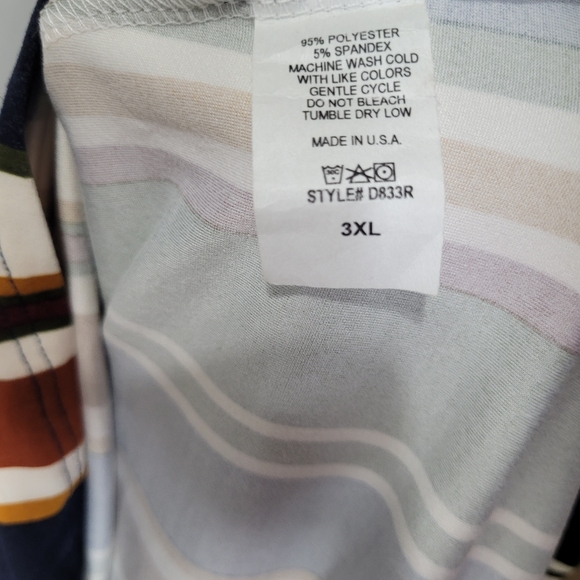 95% POLYESTER
5% SPANDEX
MACHINE WASH COLD
WITH LIKE COLORS
GENTLE CYCLE
DO NOT BLEACH
TUMBLE DRY LOW
MADE IN U.S.A.
STYLE# D833R
3XL